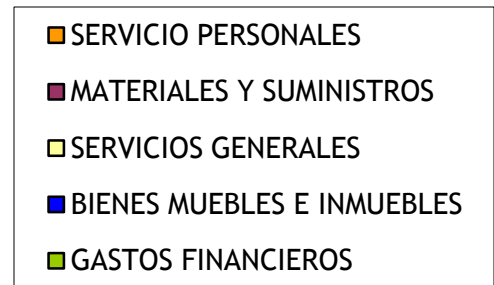 SERVICIO PERSONALES
MATERIALES Y SUMINISTROS
SERVICIOS GENERALES
BIENES MUEBLES E INMUEBLES
GASTOS FINANCIEROS